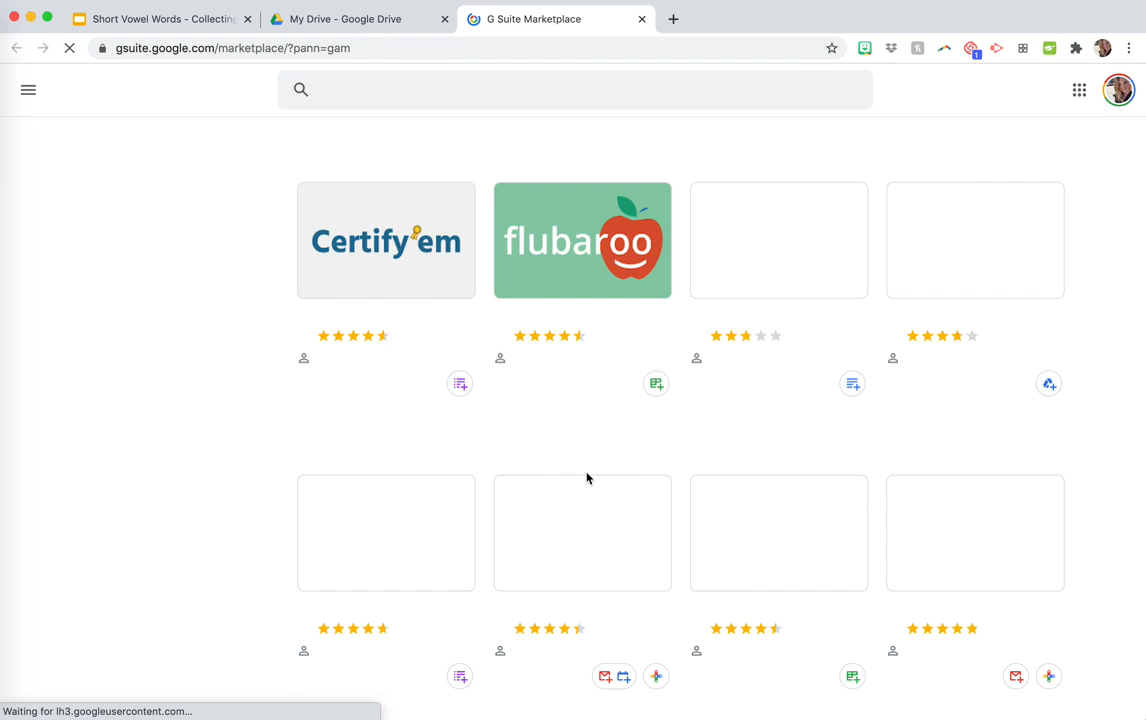 Short Vowel Words - Collecting
My Drive - Google Drive
G Suite Marketplace
gsuite.google.com/marketplace/?pann=gam
1
Certify'em
flubaroo
Waiting for lh3.googleusercontent.com...